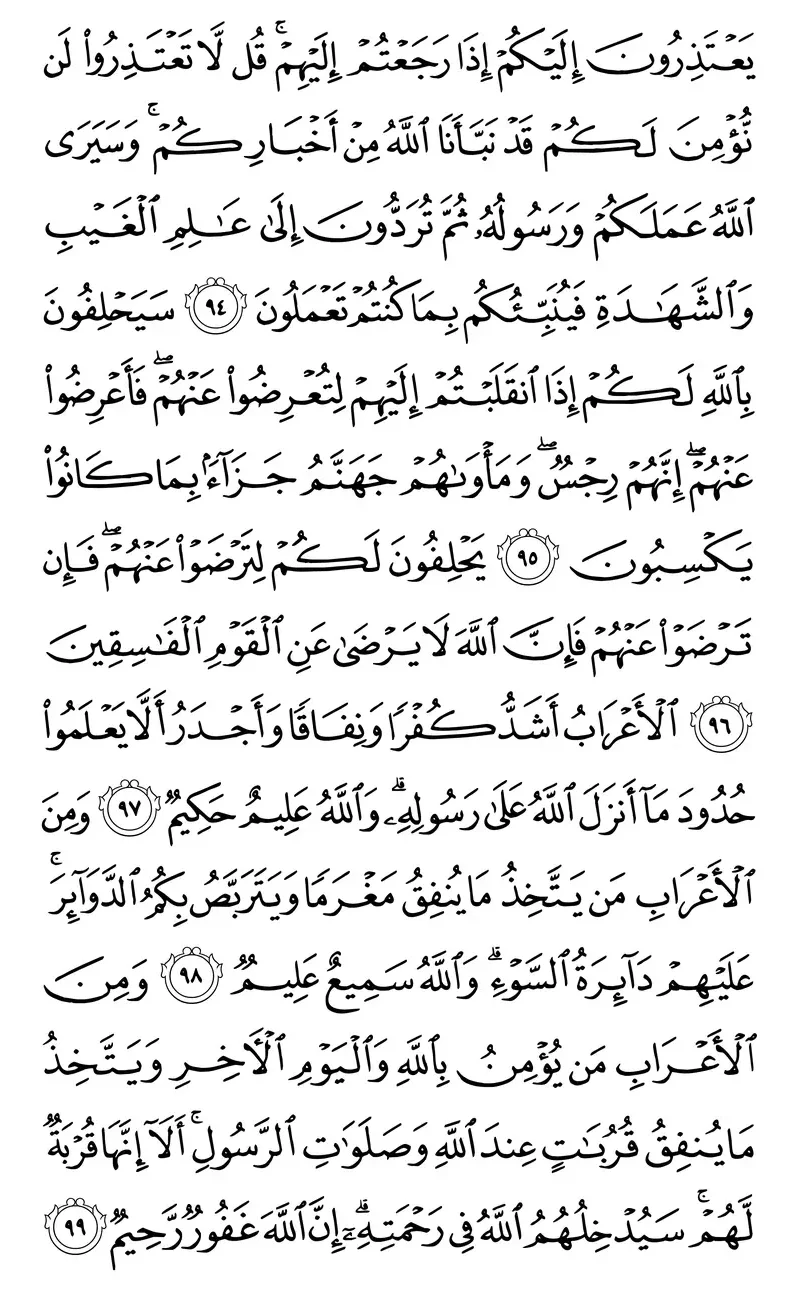 يَعۡتَذِرُونَ إِلَيۡكُمۡ إِذَا رَجَعۡتُمۡ إِلَيۡهِمۡۚ قُل لَّا تَعۡتَذِرُواْ لَن
نُّؤۡمِنَ لَكُمۡ قَدۡ نَبَّأَنَا ٱللَّهُ مِنۡ أَخۡبَارِكُمۡۚ وَسَيَرَى
ٱللَّهُ عَمَلَكُمۡ وَرَسُولُهُۥ ثُمَّ تُرَدُّونَ إِلَىٰ عَٰلِمِ ٱلۡغَيۡبِ
وَٱلشَّهَٰدَةِ فَيُنَبِّئُكُم بِمَا كُنتُمۡ تَعۡمَلُونَ ٩٤ سَيَحۡلِفُونَ
بِٱللَّهِ لَكُمۡ إِذَا ٱنقَلَبۡتُمۡ إِلَيۡهِمۡ لِتُعۡرِضُواْ عَنۡهُمۡۖ فَأَعۡرِضُواْ
عَنۡهُمۡۖ إِنَّهُمۡ رِجۡسٞۖ وَمَأۡوَىٰهُمۡ جَهَنَّمُ جَزَآءَۢ بِمَا كَانُواْ
يَكۡسِبُونَ ٩٥ يَحۡلِفُونَ لَكُمۡ لِتَرۡضَوۡاْ عَنۡهُمۡۖ فَإِن
تَرۡضَوۡاْ عَنۡهُمۡ فَإِنَّ ٱللَّهَ لَا يَرۡضَىٰ عَنِ ٱلۡقَوۡمِ ٱلۡفَٰسِقِينَ
٩٦ ٱلۡأَعۡرَابُ أَشَدُّ كُفۡرٗا وَنِفَاقٗا وَأَجۡدَرُ أَلَّا يَعۡلَمُواْ
حُدُودَ مَآ أَنزَلَ ٱللَّهُ عَلَىٰ رَسُولِهِۦۗ وَٱللَّهُ عَلِيمٌ حَكِيمٞ ٩٧ وَمِنَ
ٱلۡأَعۡرَابِ مَن يَتَّخِذُ مَا يُنفِقُ مَغۡرَمٗا وَيَتَرَبَّصُ بِكُمُ ٱلدَّوَآئِرَۚ
عَلَيۡهِمۡ دَآئِرَةُ ٱلسَّوۡءِۗ وَٱللَّهُ سَمِيعٌ عَلِيمٞ ٩٨ وَمِنَ
ٱلۡأَعۡرَابِ مَن يُؤۡمِنُ بِٱللَّهِ وَٱلۡيَوۡمِ ٱلۡأٓخِرِ وَيَتَّخِذُ
مَا يُنفِقُ قُرُبَٰتٍ عِندَ ٱللَّهِ وَصَلَوَٰتِ ٱلرَّسُولِۚ أَلَآ إِنَّهَا قُرۡبَةٞ
لَّهُمۡۚ سَيُدۡخِلُهُمُ ٱللَّهُ فِي رَحۡمَتِهِۦٓۗ إِنَّ ٱللَّهَ غَفُورٞ رَّحِيمٞ ٩٩